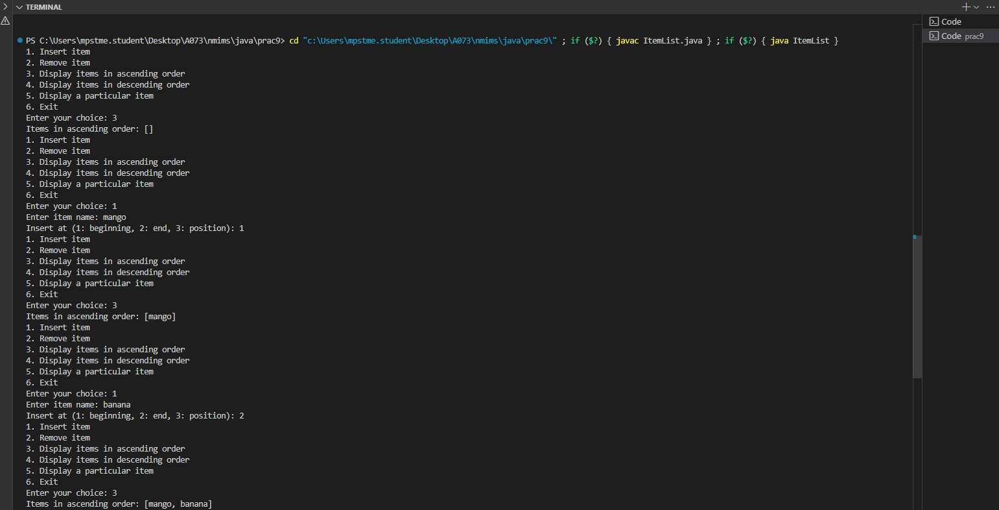 TERMINAL
Code
Code prac9
PS C:\Users\mpstme.student\Desktop\A073\nmims\java\prac9> cd "c:\Users\mpstme.student\Desktop\A073\nmims\java\prac9\" ; if ($?) { javac ItemList.java } ; if ($?) { java ItemList }
1. Insert item
2. Remove item
3. Display items in ascending order
4. Display items in descending order
5. Display a particular item
6. Exit
Enter your choice: 3
Items in ascending order: []
1. Insert item
2. Remove item
3. Display items in ascending order
4. Display items in descending order
5. Display a particular item
6. Exit
Enter your choice: 1
Enter item name: mango
Insert at (1: beginning, 2: end, 3: position): 1
1. Insert item
2. Remove item
3. Display items in ascending order
4. Display items in descending order
5. Display a particular item
6. Exit
Enter your choice: 3
Items in ascending order: [mango]
1. Insert item
2. Remove item
3. Display items in ascending order
4. Display items in descending order
5. Display a particular item
6. Exit
Enter your choice: 1
Enter item name: banana
Insert at (1: beginning, 2: end, 3: position): 2
1. Insert item
2. Remove item
3. Display items in ascending order
4. Display items in descending order
5. Display a particular item
6. Exit
Enter your choice: 3
Items in ascending order: [mango, banana]